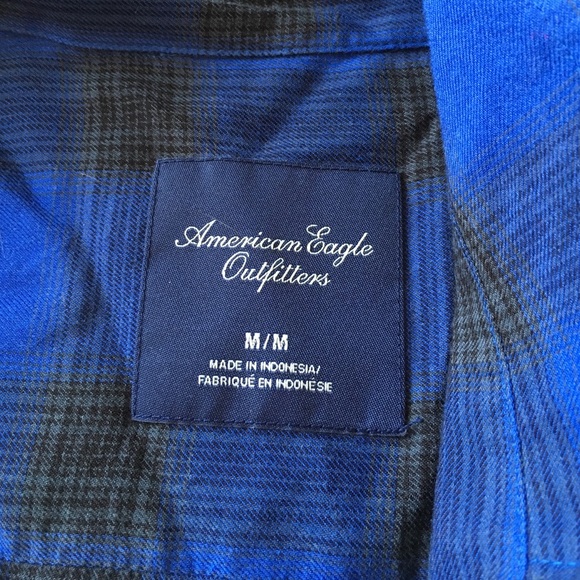 American Eagle
Outfitters
M/M
MADE IN INDONESIA/
FABRIQUÉ EN INDONÉSIE